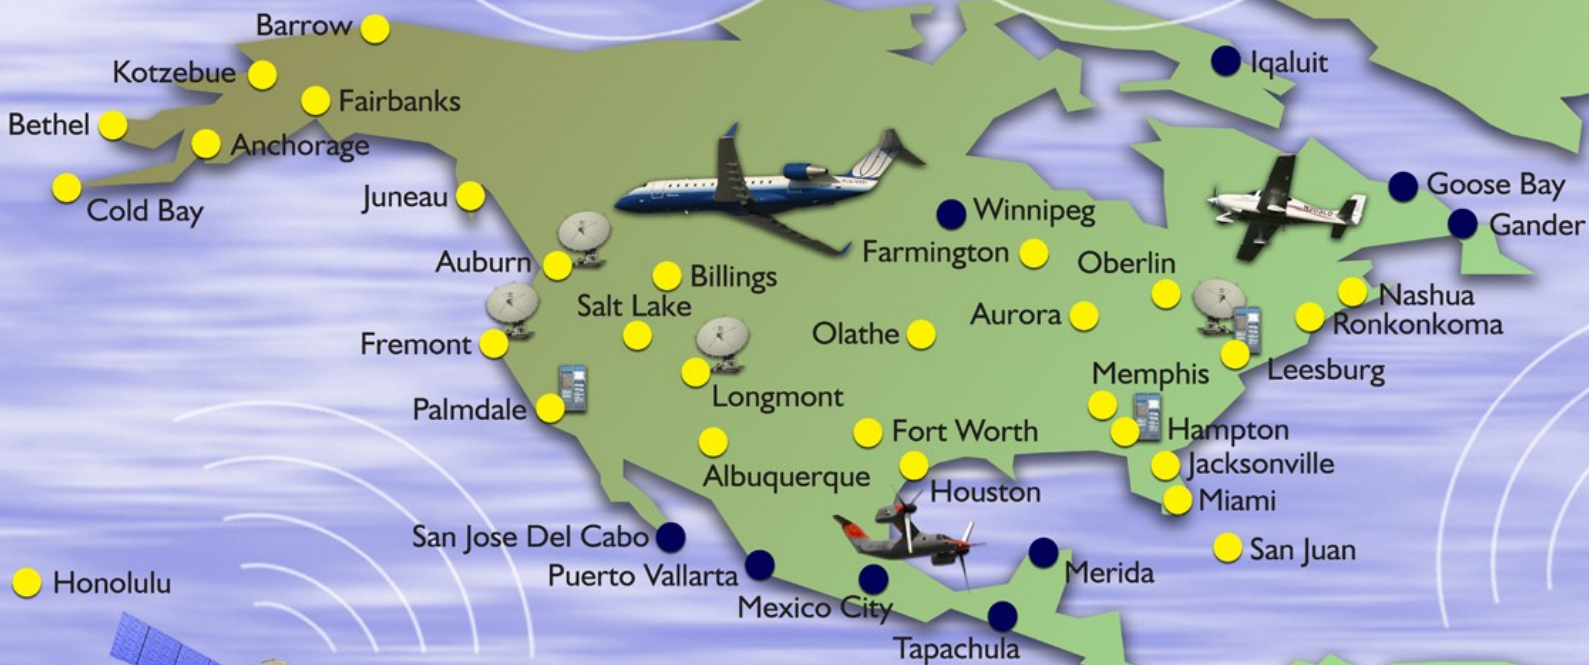 Barrow
Kotzebue
Iqaluit
Fairbanks
Bethel
Anchorage
Juneau
Goose Bay
Cold Bay
Winnipeg
Gander
Farmington
Auburn
Oberlin
Billings
Salt Lake
Nashua
Aurora
Ronkonkoma
Olathe
Fremont
Leesburg
Memphis
Longmont
Palmdale
Fort Worth
Hampton
Jacksonville
Albuquerque
Houston
Miami
San Jose Del Cabo
San Juan
Puerto Vallarta
Merida
Honolulu
Mexico City
Tapachula